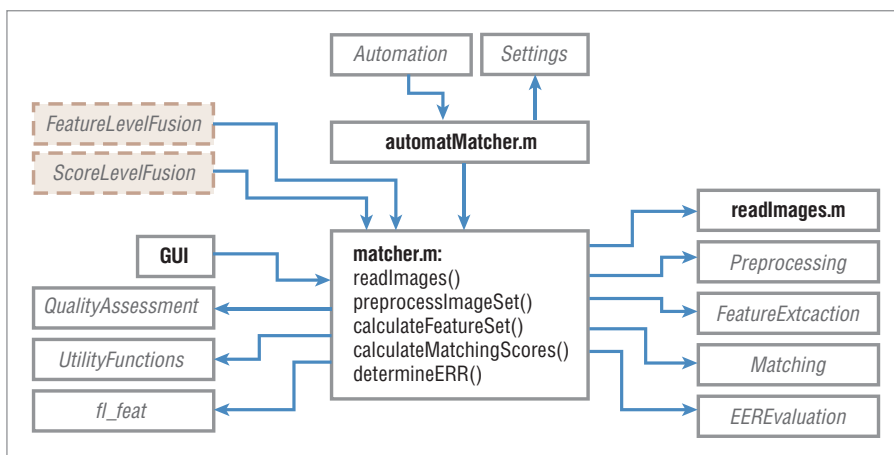 Automation
Settings
FeatureLevelFusion
automatMatcher.m
ScoreLevelFusion
readImages.m
GUI
matcher.m:
readImages()
preprocessImageSet()
calculateFeatureSet()
calculateMatchingScores()
determineERR()
Preprocessing
QualityAssessment
FeatureExtcaction
UtilityFunctions
Matching
fl_feat
EEREvaluation